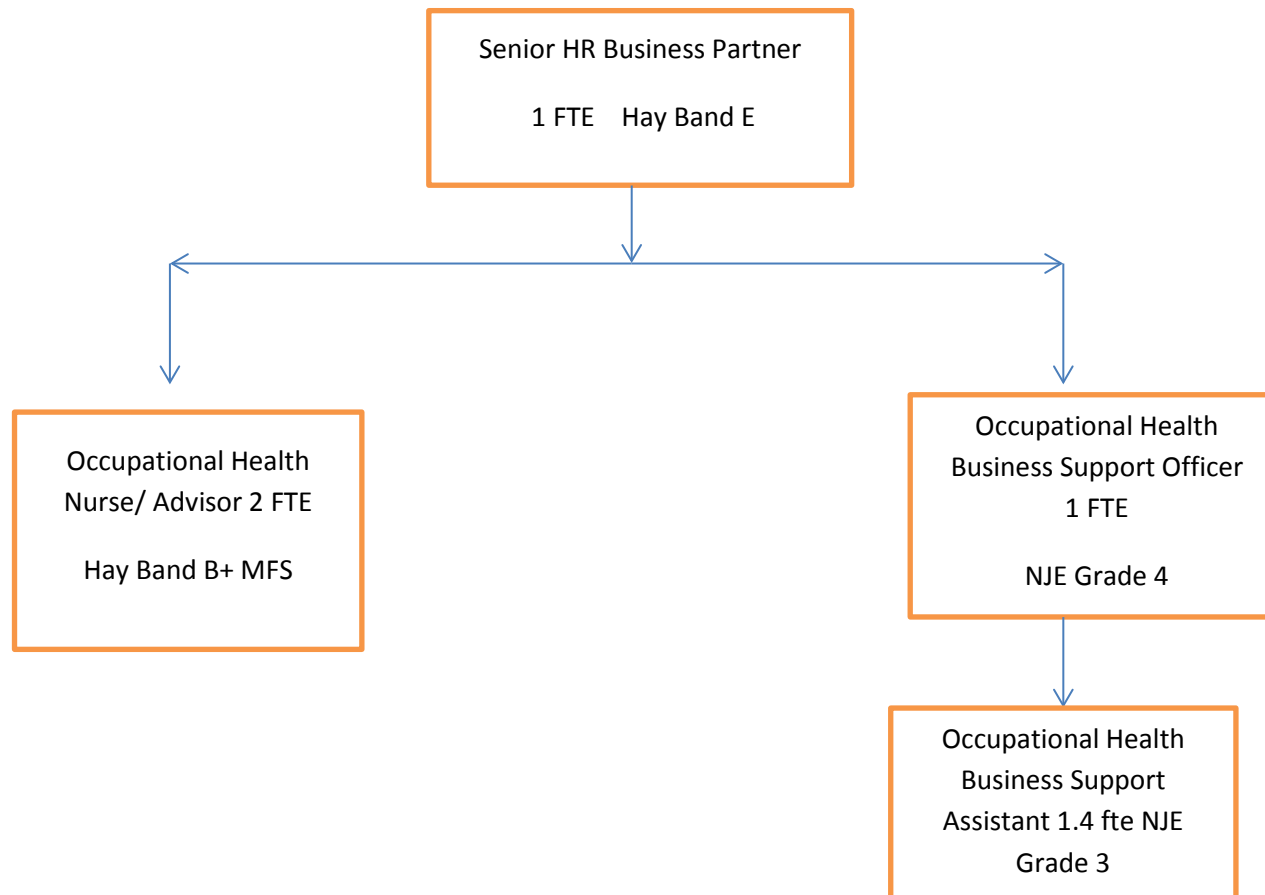 Senior HR Business Partner
1 FTE Hay Band E
Occupational Health
Nurse/ Advisor 2 FTE
Hay Band B+ MFS
Occupational Health
Business Support Officer
1 FTE
NJE Grade 4
Occupational Health
Business Support
Assistant 1.4 fte NJE
Grade 3